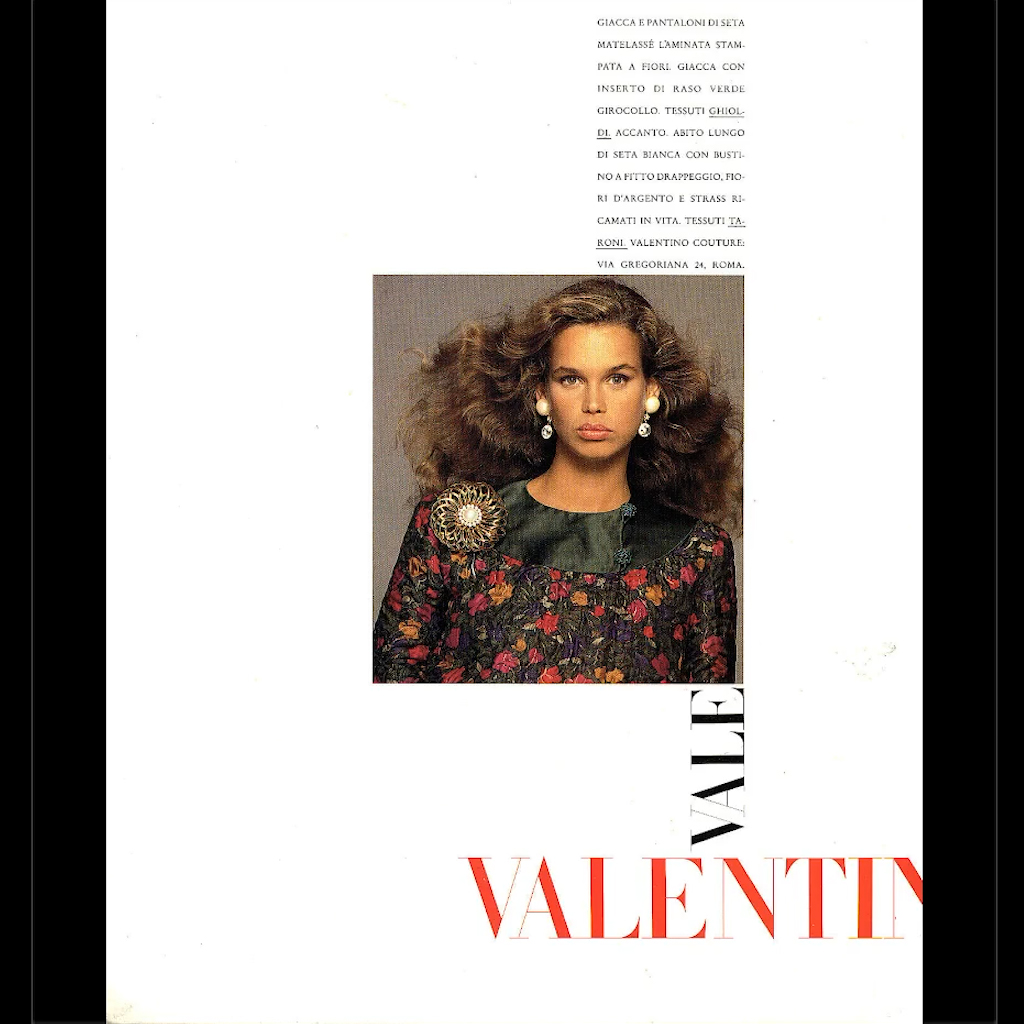 GIACCA E PANTALONI DI SETA
MATELASSÉ L'AMINATA STAM-
PATA A FIORI. GIACCA CON
INSERTO DI RASO VERDE
GIROCOLLO. TESSUTI GHIOL-
DI. ACCANTO. ABITO LUNGO
DI SETA BIANCA CON BUSTI-
NO A FITTO DRAPPEGGIO, FIO-
RI D'ARGENTO E STRASS RI-
CAMATI IN VITA. TESSUTI TA-
RONI. VALENTINO COUTURE:
VIA GREGORIANA 24, ROMA.
VALE
VALENTIN